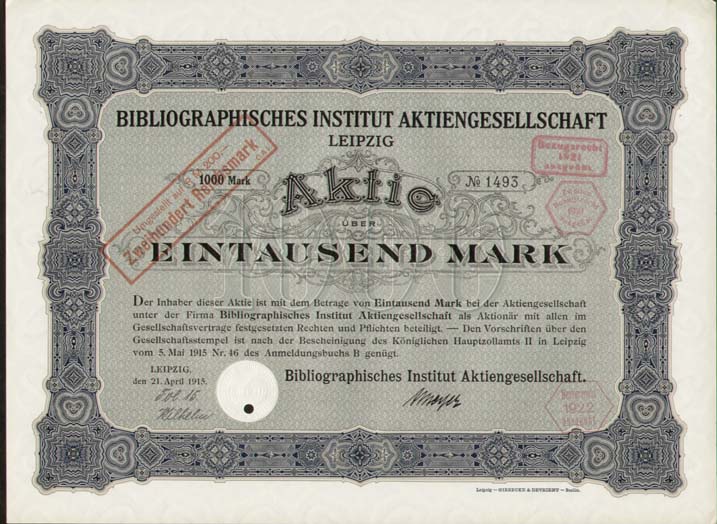 BIBLIOGRAPHISCHES INSTITUT AKTIENGESELLSCHAFT
LEIPZIG
1000 Mark
Aktie
№ 1493
ÜBER
EINTAUSEND MARK
200.—
Zweihundert Reichsmark
Bezugsrecht
1921
1922
Der Inhaber dieser Aktie ist mit dem Betrage von Eintausend Mark bei der Aktiengesellschaft
unter der Firma Bibliographisches Institut Aktiengesellschaft als Aktionär mit allen im
Gesellschaftsvertrage festgesetzten Rechten und Pflichten beteiligt. — Den Vorschriften über den
Gesellschaftsstempel ist nach der Bescheinigung des Königlichen Hauptzollamts II in Leipzig
vom 5. Mai 1915 Nr. 46 des Anmeldungsbuchs B genügt.
LEIPZIG,
den 21. April 1915.
Fol. 15
Wilhelm
Bibliographisches Institut Aktiengesellschaft.
Leipzig — GIESECKE & DEVRIENT — Berlin.